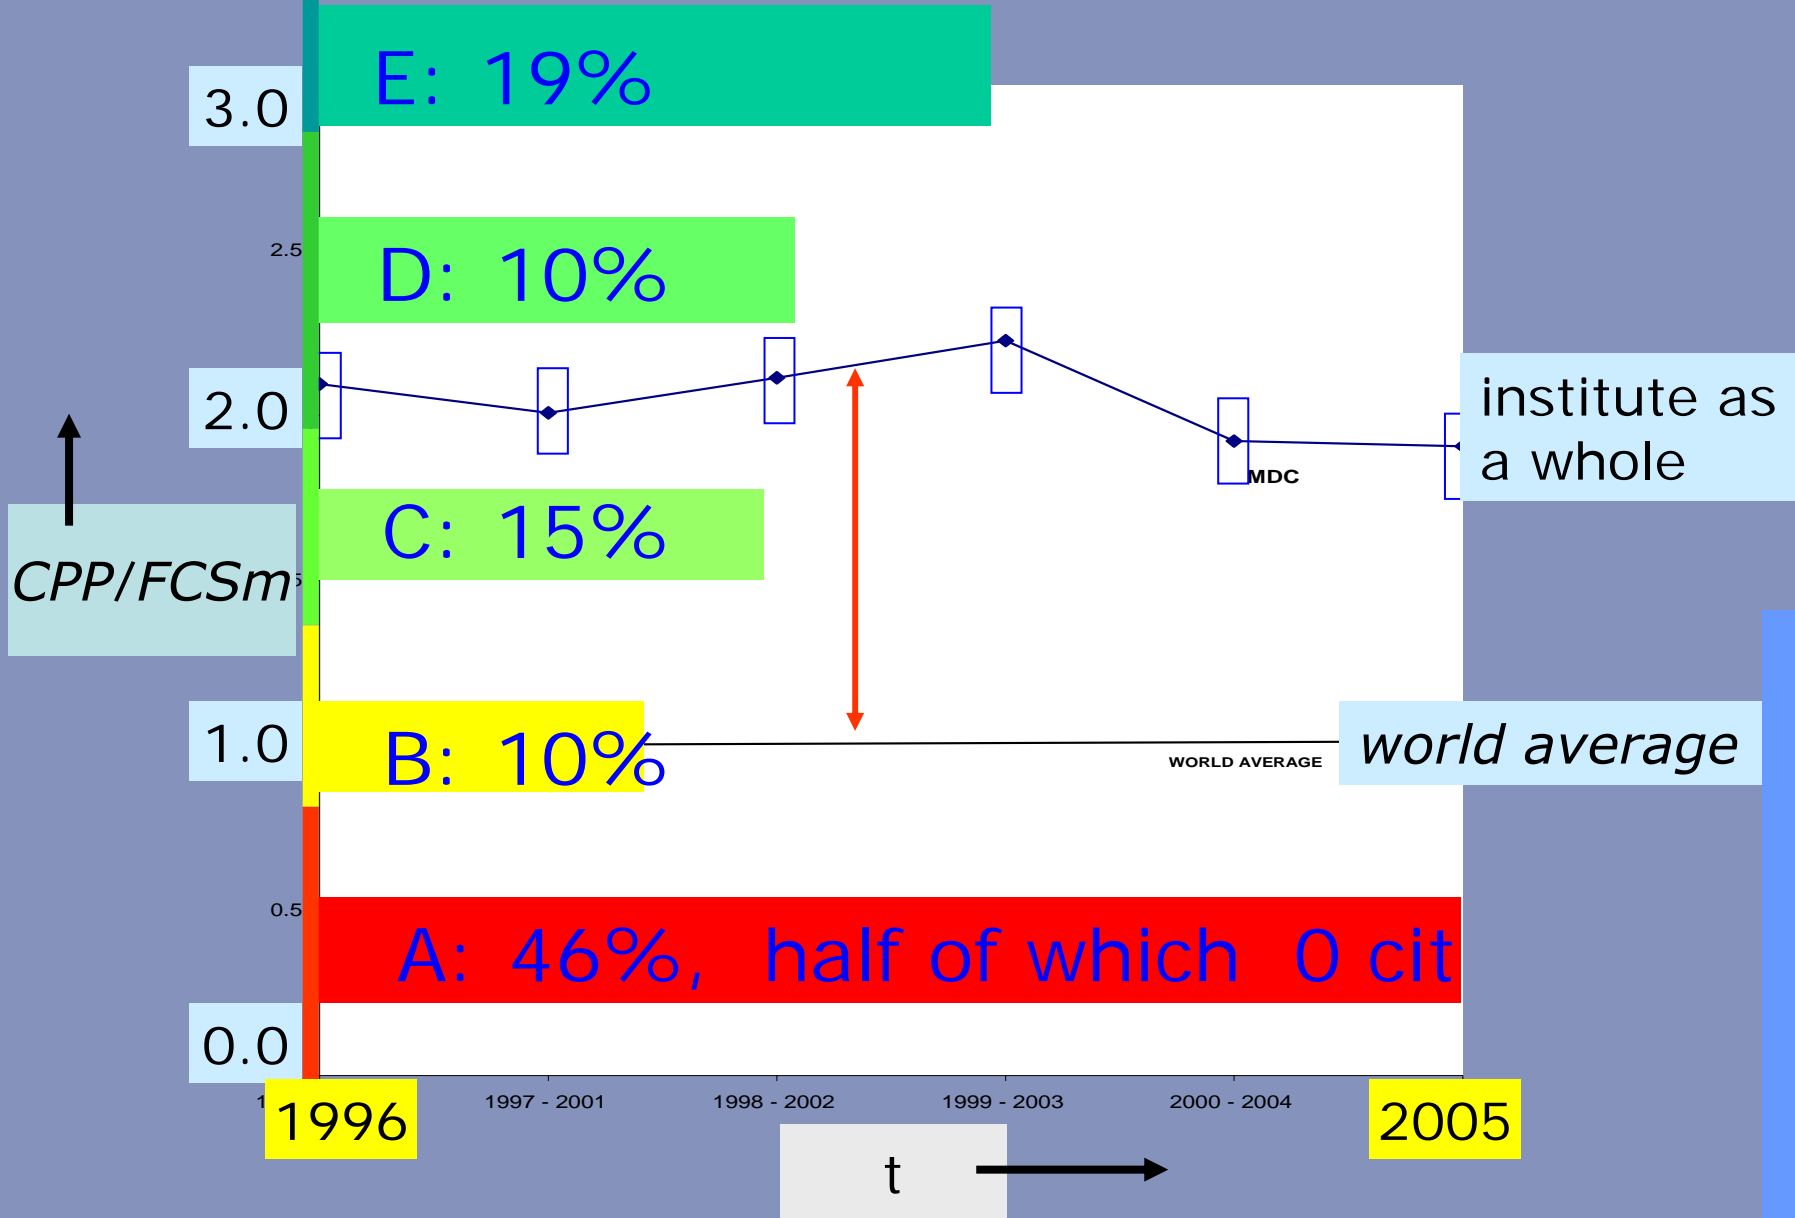 E: 19%
3.0
2.5
D: 10%
2.0
institute as
a whole
MDC
C: 15%
CPP/FCSm
5
1.0
B: 10%
world average
WORLD AVERAGE
0.5
A: 46%, half of which 0 cit
0.0
1
1996
1997 - 2001
1998 - 2002
1999 - 2003
2000 - 2004
2005
t